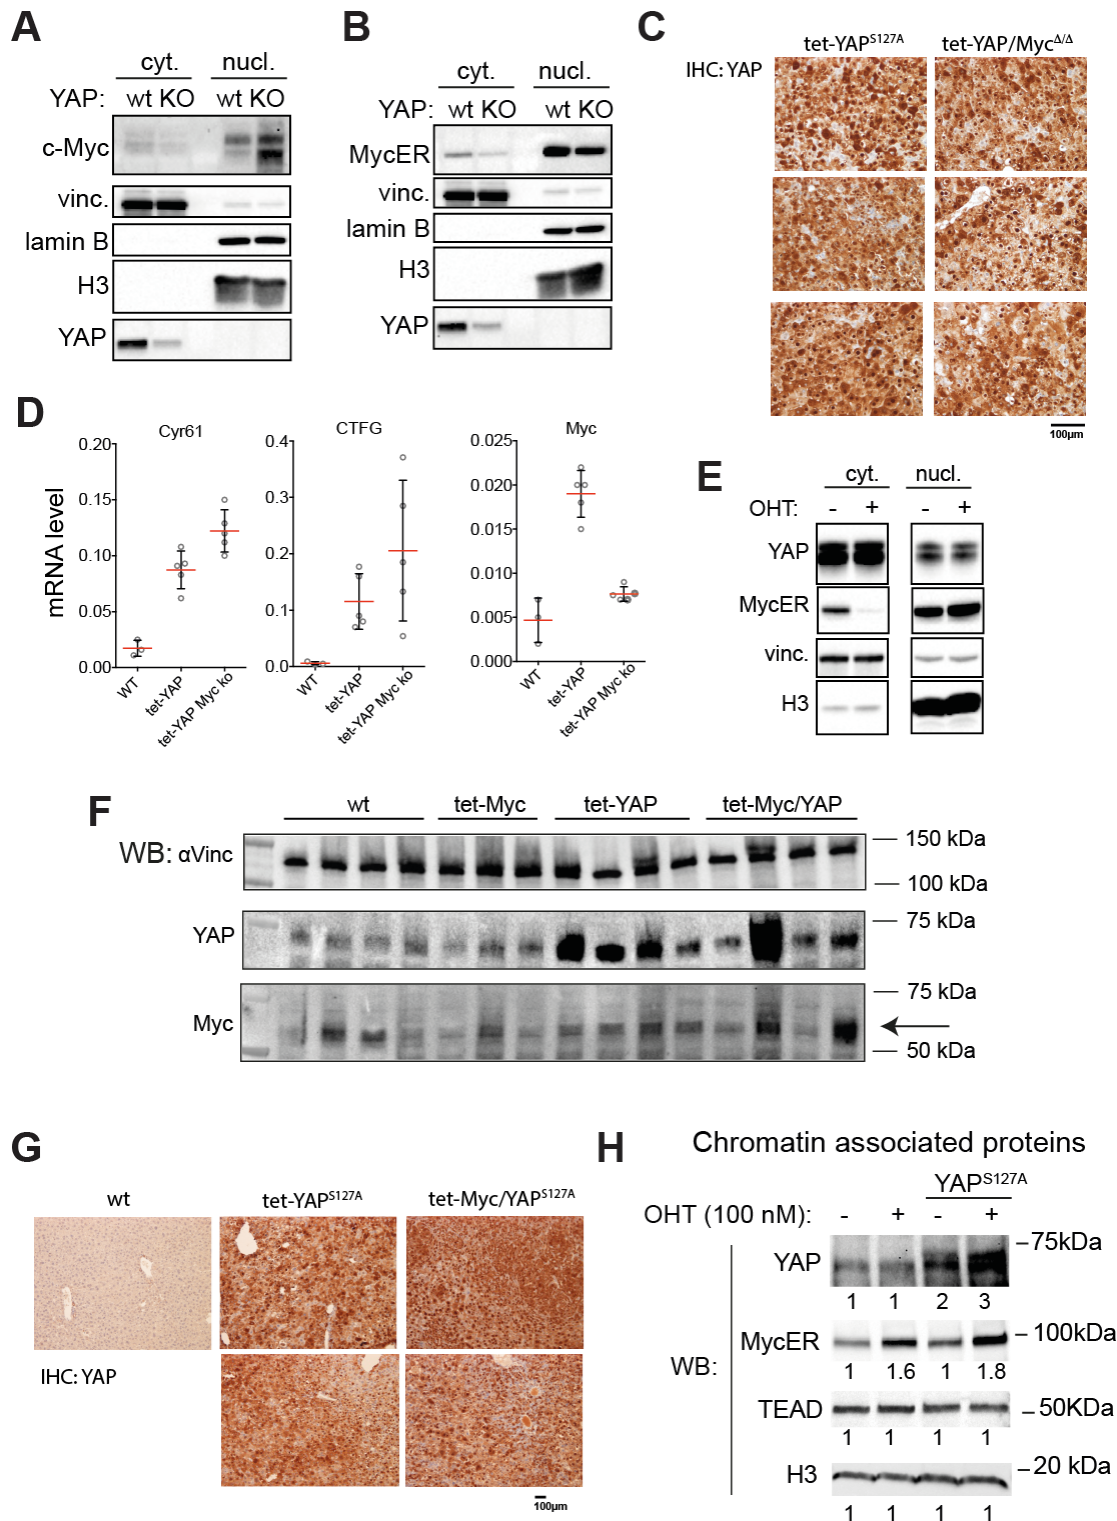 A
cyt. nucl.
YAP: wt KO wt KO
c-Myc
vinc.
lamin B
H3
YAP
B
cyt. nucl.
YAP: wt KO wt KO
MycER
vinc.
lamin B
H3
YAP
C
tet-YAPS127A tet-YAP/MycΔ/Δ
IHC: YAP
100µm
D
mRNA level
Cyr61
0.20
0.15
0.10
0.05
0.00
WT
tet-YAP
tet-YAP Myc ko
CTFG
0.4
0.3
0.2
0.1
0.0
WT
tet-YAP
tet-YAP Myc ko
Myc
0.025
0.020
0.015
0.010
0.005
0.000
WT
tet-YAP
tet-YAP Myc ko
E
cyt. nucl.
OHT: - + - +
YAP
MycER
vinc.
H3
F
wt tet-Myc tet-YAP tet-Myc/YAP
WB: αVinc
150 kDa
100 kDa
YAP
75 kDa
Myc
75 kDa
50 kDa
G
wt tet-YAPS127A tet-Myc/YAPS127A
IHC: YAP
100µm
H
Chromatin associated proteins
YAPS127A
OHT (100 nM): - + - +
WB:
YAP
75kDa
1 1 2 3
MycER
100kDa
1 1.6 1 1.8
TEAD
50KDa
1 1 1 1
H3
20 kDa
1 1 1 1